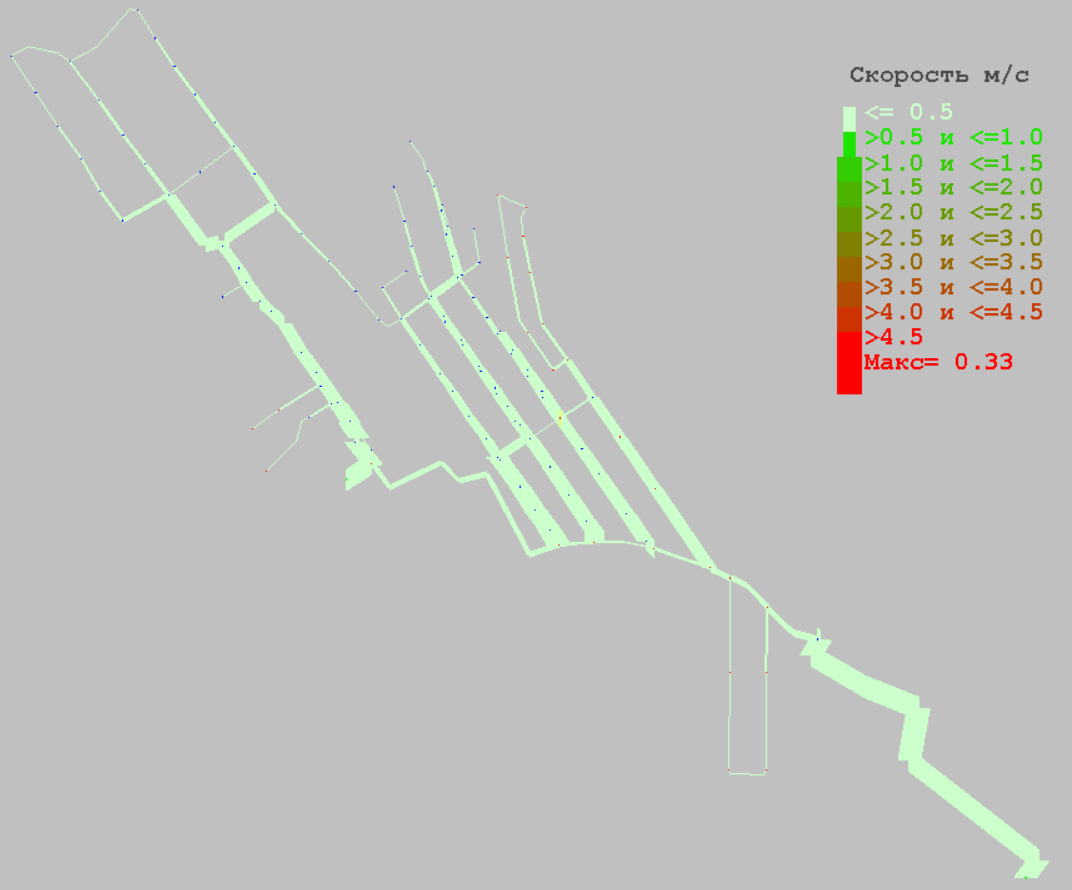 Скорость м/с
<= 0.5
>0.5 и <=1.0
>1.0 и <=1.5
>1.5 и <=2.0
>2.0 и <=2.5
>2.5 и <=3.0
>3.0 и <=3.5
>3.5 и <=4.0
>4.0 и <=4.5
>4.5
Макс= 0.33